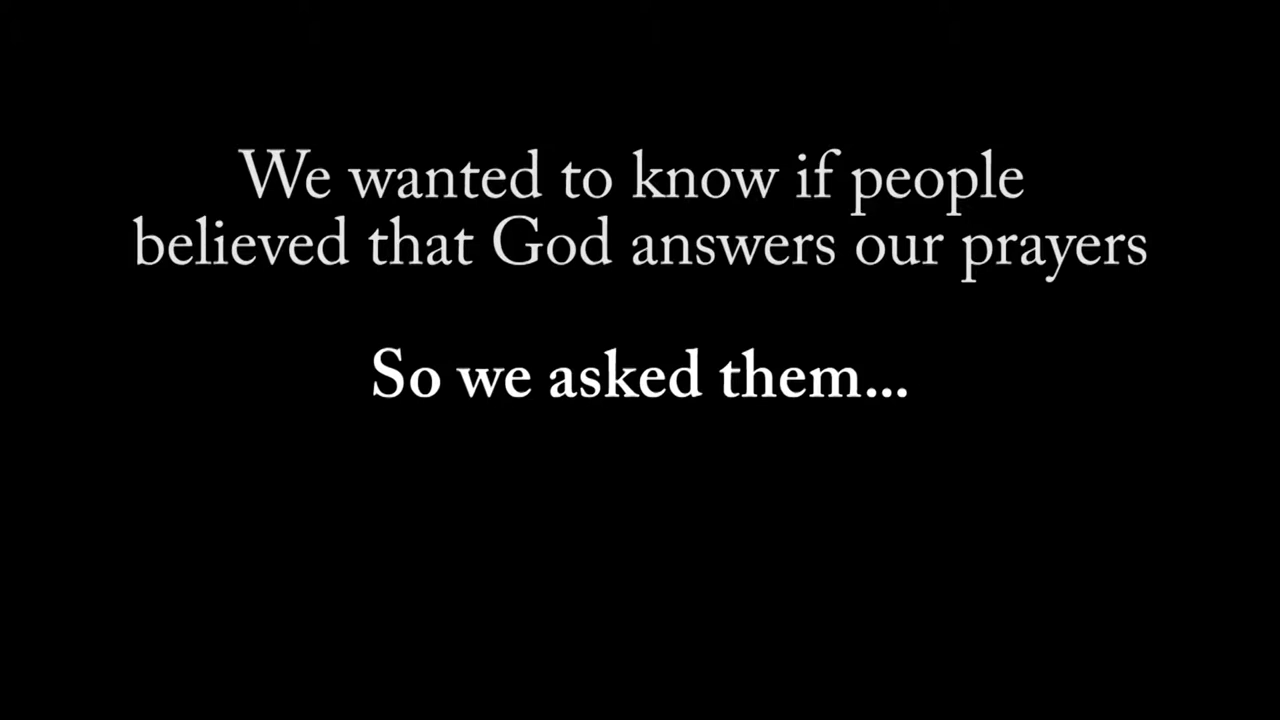 We wanted to know if people
believed that God answers our prayers
So we asked them...